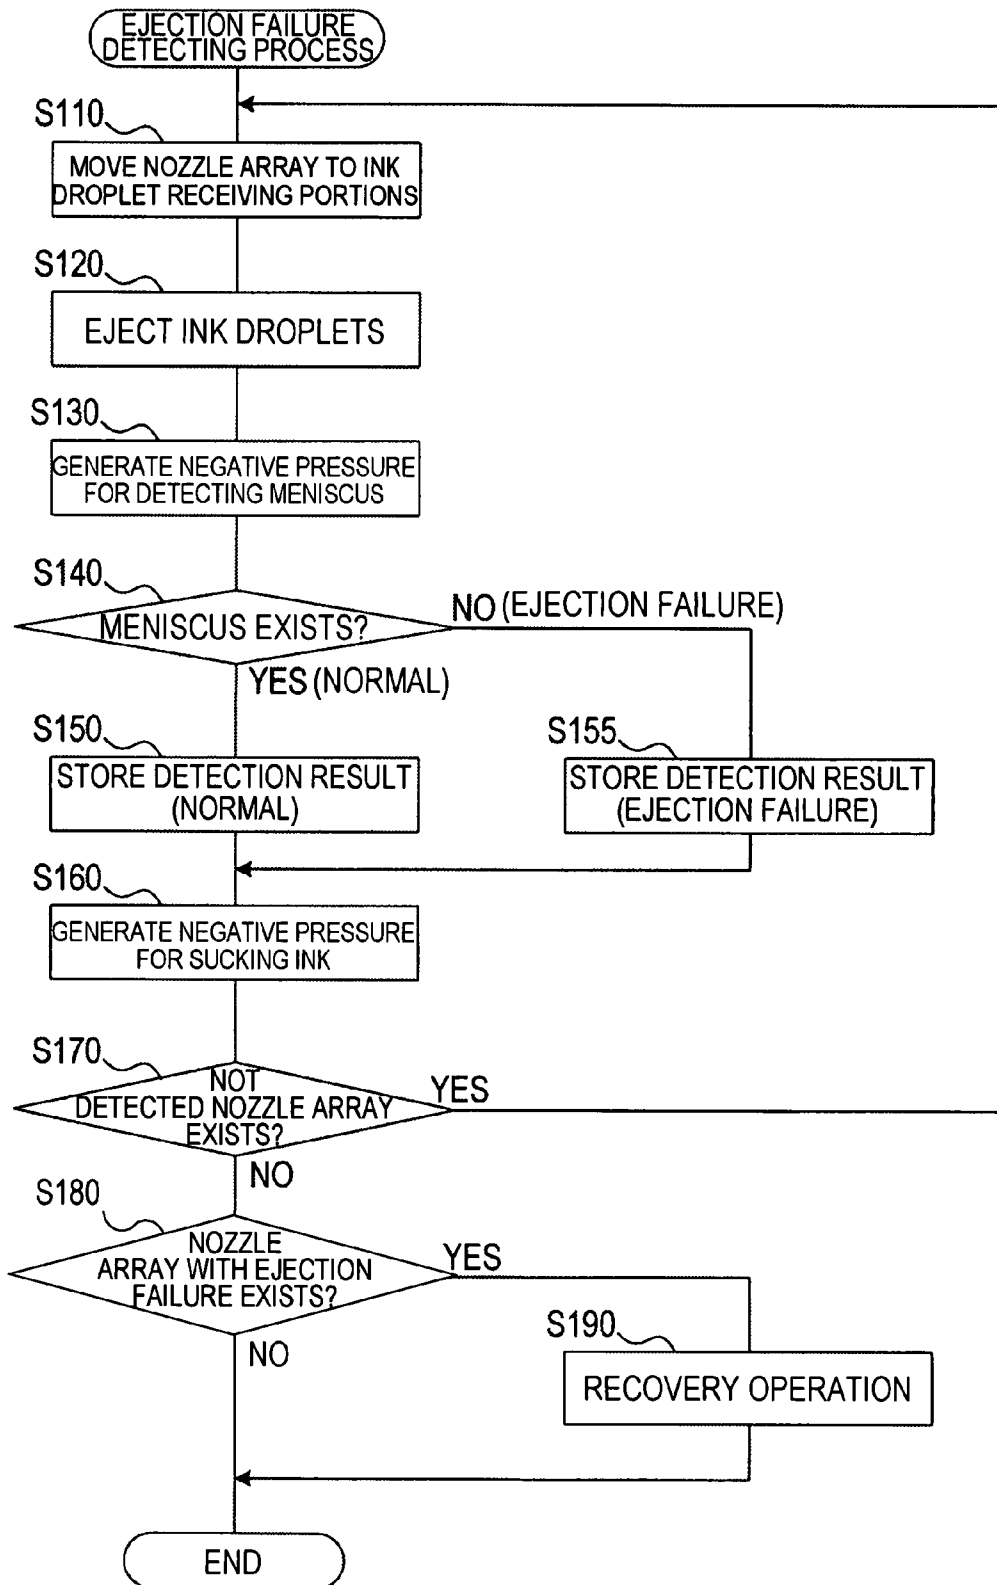 EJECTION FAILURE
DETECTING PROCESS
S110
MOVE NOZZLE ARRAY TO INK
DROPLET RECEIVING PORTIONS
S120
EJECT INK DROPLETS
S130
GENERATE NEGATIVE PRESSURE
FOR DETECTING MENISCUS
S140
MENISCUS EXISTS?
NO (EJECTION FAILURE)
YES (NORMAL)
S150
STORE DETECTION RESULT
(NORMAL)
S155
STORE DETECTION RESULT
(EJECTION FAILURE)
S160
GENERATE NEGATIVE PRESSURE
FOR SUCKING INK
S170
NOT
DETECTED NOZZLE ARRAY
EXISTS?
YES
NO
S180
NOZZLE
ARRAY WITH EJECTION
FAILURE EXISTS?
YES
NO
S190
RECOVERY OPERATION
END